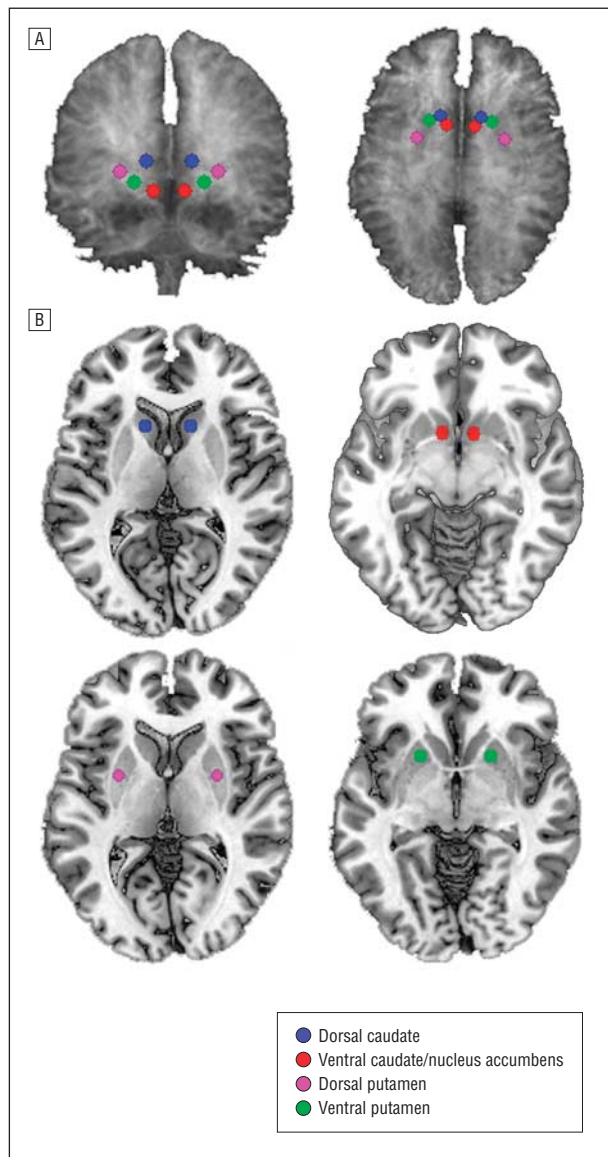 A
B
Dorsal caudate
Ventral caudate/nucleus accumbens
Dorsal putamen
Ventral putamen